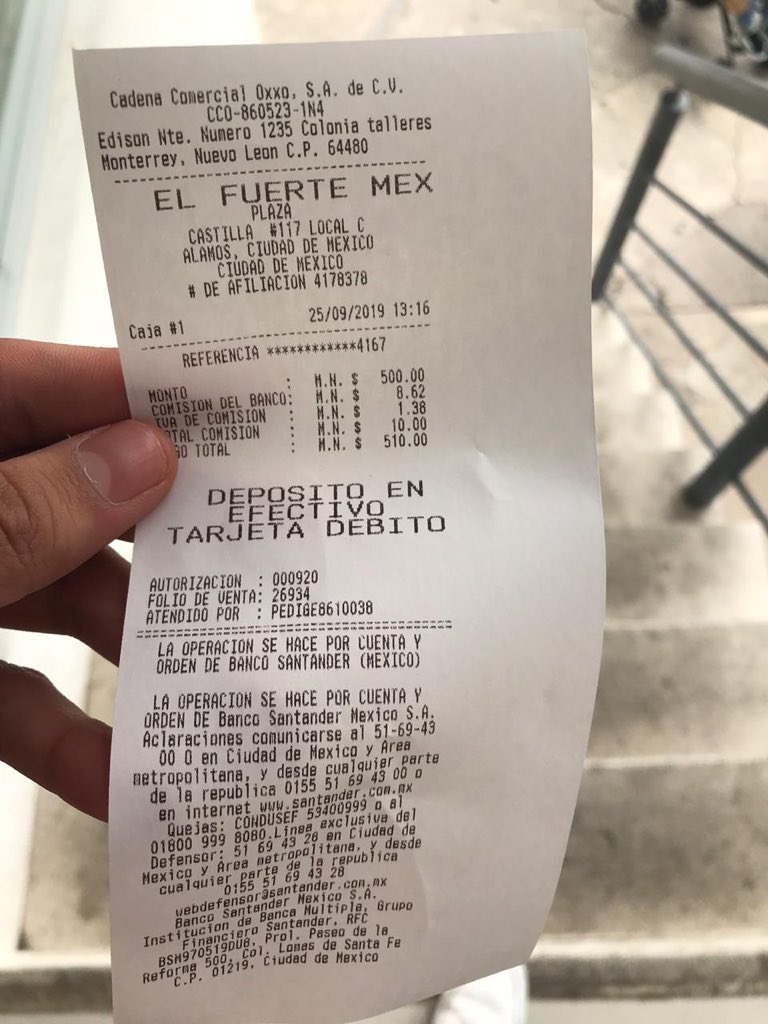 Cadena Comercial Oxxo, S.A. de C.V.
CCO-860523-1N4
Edison Nte. Numero 1235 Colonia talleres
Monterrey, Nuevo Leon C.P. 64480
EL FUERTE MEX
PLAZA
CASTILLA #117 LOCAL C
ALAMOS, CIUDAD DE MEXICO
CIUDAD DE MEXICO
# DE AFILIACION 4178378
25/09/2019 13:16
Caja #1
REFERENCIA ************4167
MONTO : M.N. $ 500.00
COMISION DEL BANCO: M.N. $ 8.62
IVA DE COMISION : M.N. $ 1.38
TAL COMISION : M.N. $ 10.00
GO TOTAL : M.N. $ 510.00
DEPOSITO EN
EFECTIVO
TARJETA DEBITO
AUTORIZACION : 000920
FOLIO DE VENTA: 26934
ATENDIDO POR : PEDIGE8610038
LA OPERACION SE HACE POR CUENTA Y
ORDEN DE BANCO SANTANDER (MEXICO)
LA OPERACION SE HACE POR CUENTA Y
ORDEN DE Banco Santander Mexico S.A.
Aclaraciones comunicarse al 51-69-43
00 0 en Ciudad de Mexico y Area
metropolitana, y desde cualquier parte
de la republica 0155 51 69 43 00 o
en internet www.santander.com.mx
Quejas: CONDUSEF 53400999 o al
01800 999 8080.Linea exclusiva del
Defensor: 51 69 43 28 en Ciudad de
Mexico y Area metropolitana, y desde
cualquier parte de la republica
0155 51 69 43 28
webdefensor@santander.com.mx
Banco Santander Mexico S.A.
Institucion de Banca Multiple, Grupo
Financiero Santander, RFC
BSM970519DU8, Prol. Paseo de la
Reforma 500, Col. Lomas de Santa Fe
C.P. 01219, Ciudad de Mexico